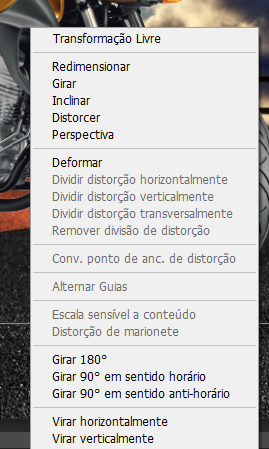 Transformação Livre
Redimensionar
Girar
Inclinar
Distorcer
Perspectiva
Deformar
Dividir distorção horizontalmente
Dividir distorção verticalmente
Dividir distorção transversalmente
Remover divisão de distorção
Conv. ponto de anc. de distorção
Alternar Guias
Escala sensível a conteúdo
Distorção de marionete
Girar 180°
Girar 90° em sentido horário
Girar 90° em sentido anti-horário
Virar horizontalmente
Virar verticalmente